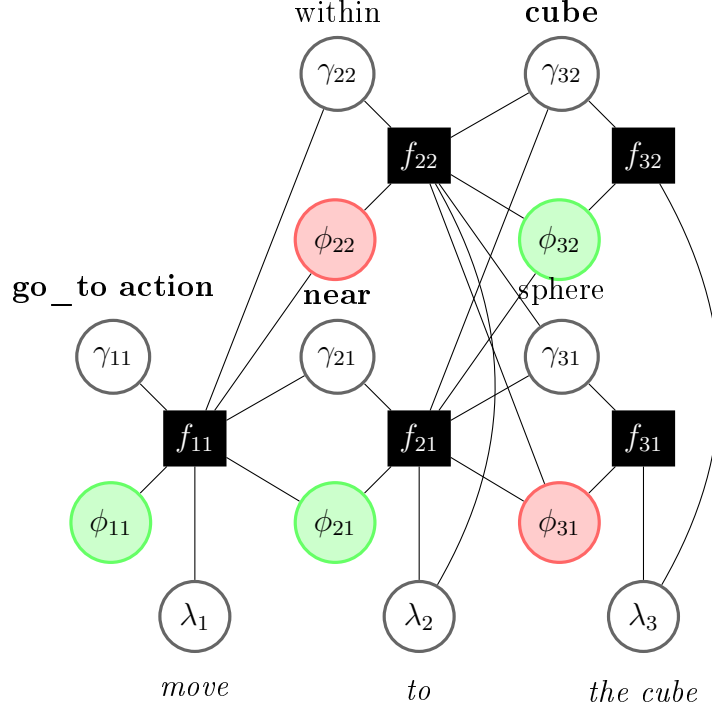 within cube
γ22 γ32
f22 f32
φ22 φ32
go_to action near sphere
γ11 γ21 γ31
f11 f21 f31
φ11 φ21 φ31
λ1 λ2 λ3
move to the cube